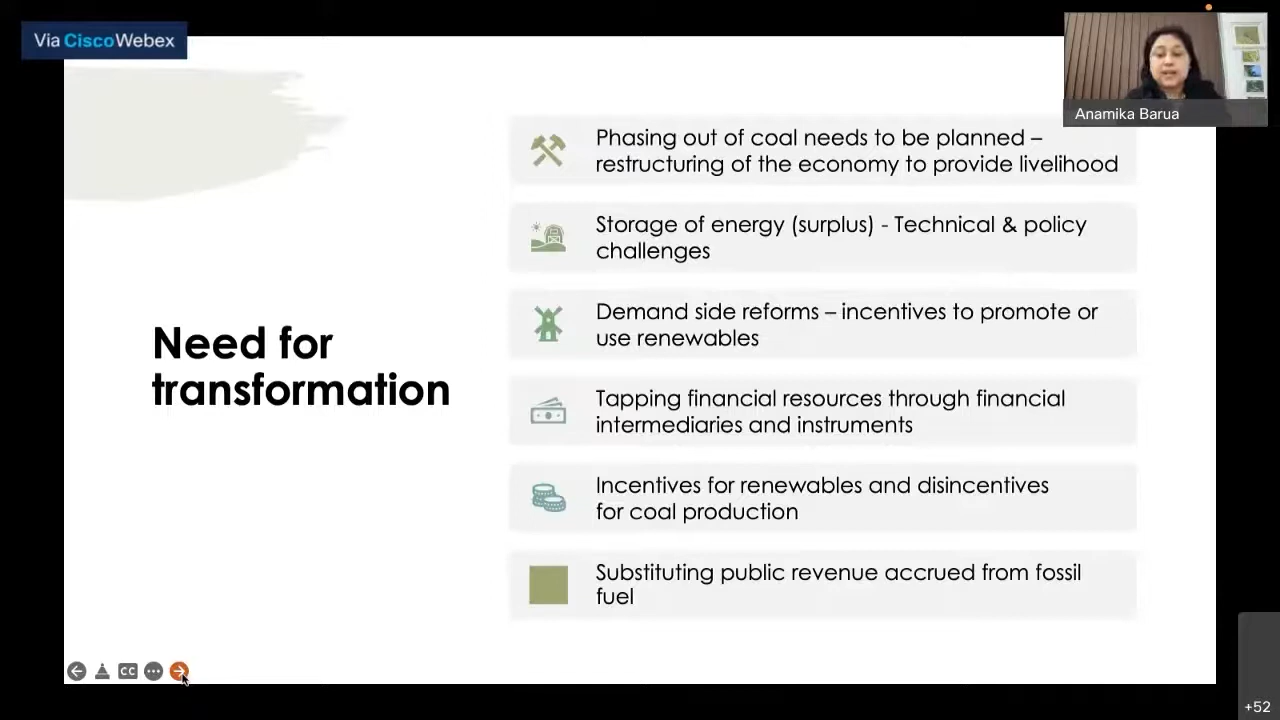 Via Cisco Webex
Anamika Barua
Need for
transformation
Phasing out of coal needs to be planned –
restructuring of the economy to provide livelihood
Storage of energy (surplus) - Technical & policy
challenges
Demand side reforms – incentives to promote or
use renewables
Tapping financial resources through financial
intermediaries and instruments
Incentives for renewables and disincentives
for coal production
Substituting public revenue accrued from fossil
fuel
CC
+52